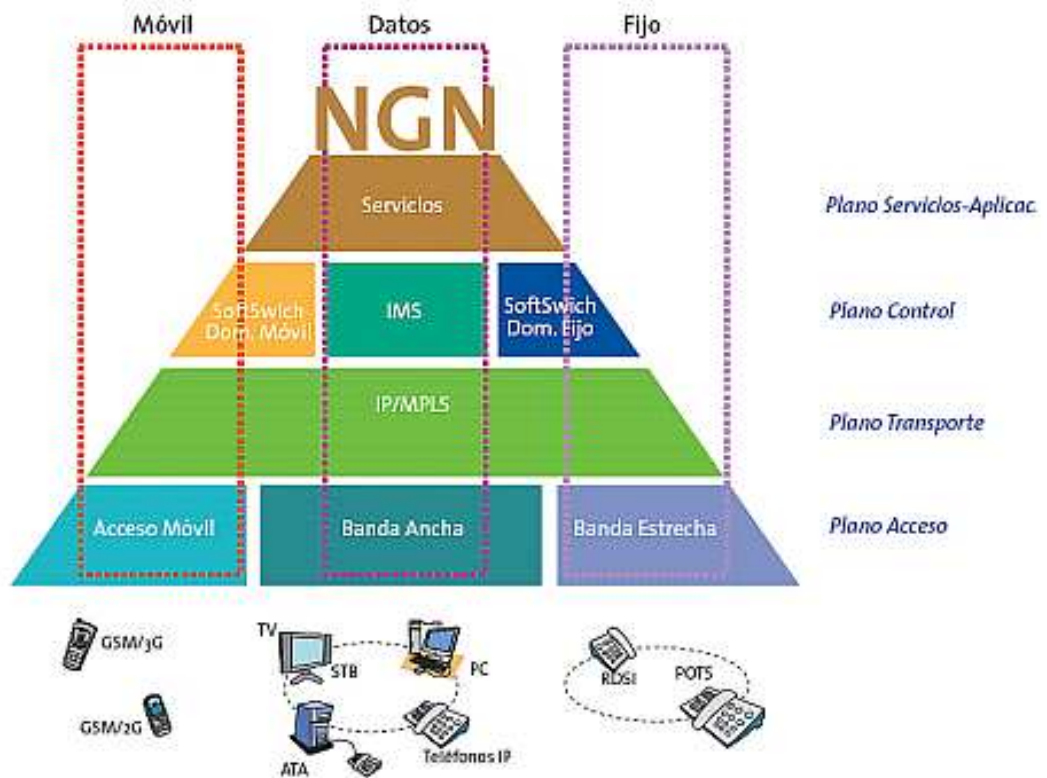 Móvil
Datos
Fijo
NGN
Servicios
Plano Servicios-Aplicac.
SoftSwich
Dom. Móvil
IMS
SoftSwich
Dom. Fijo
Plano Control
IP/MPLS
Plano Transporte
Acceso Móvil
Banda Ancha
Banda Estrecha
Plano Acceso
GSM/3G
GSM/2G
TV
STB
PC
ATA
Teléfonos IP
RDSI
POTS